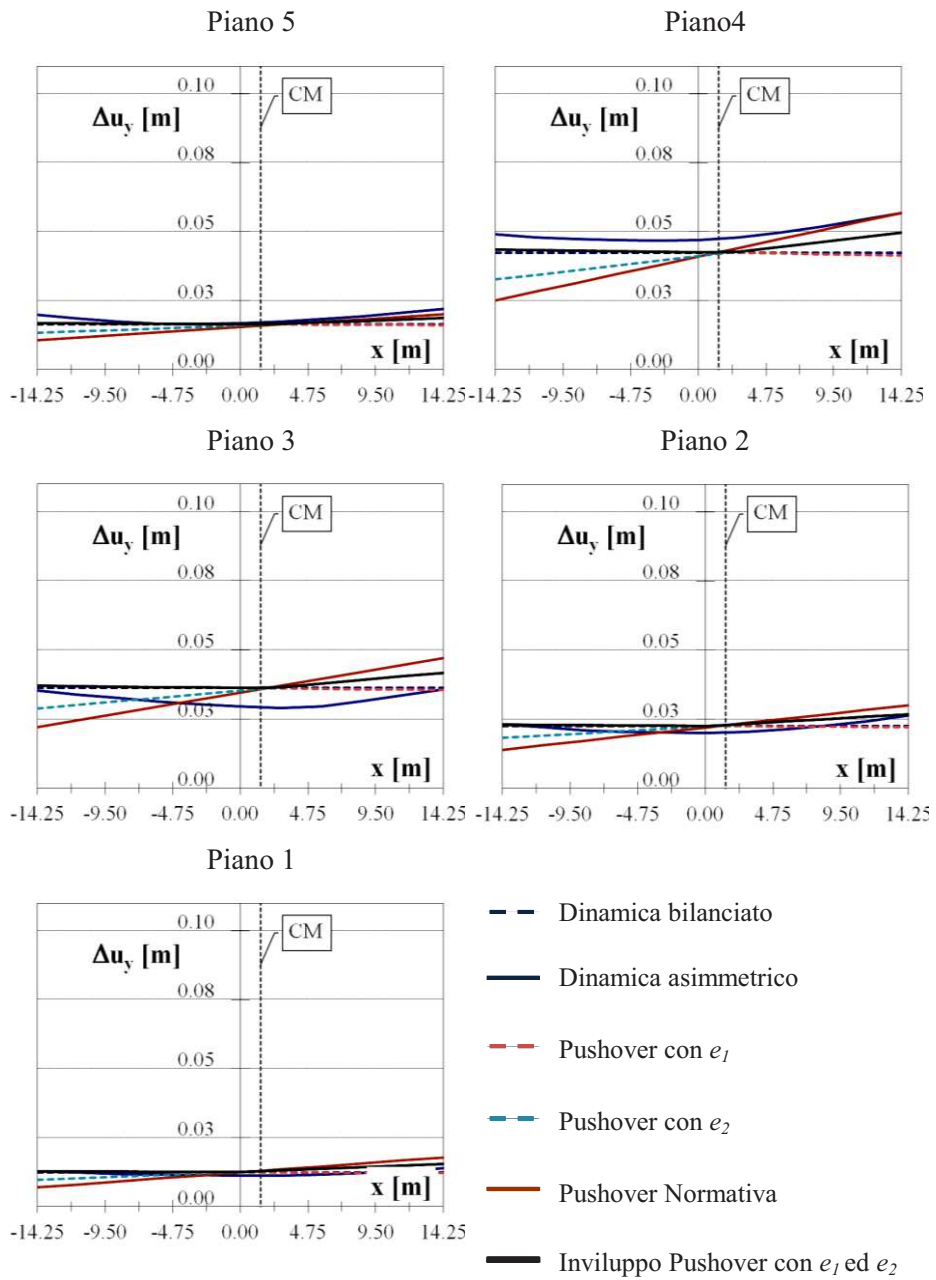 Piano 5
Piano4
0.10
CM
Δu_y [m]
0.08
0.05
0.03
0.00
x [m]
-14.25 -9.50 -4.75 0.00 4.75 9.50 14.25
0.10
CM
Δu_y [m]
0.08
0.05
0.03
0.00
x [m]
-14.25 -9.50 -4.75 0.00 4.75 9.50 14.25
Piano 3
Piano 2
0.10
CM
Δu_y [m]
0.08
0.05
0.03
0.00
x [m]
-14.25 -9.50 -4.75 0.00 4.75 9.50 14.25
0.10
CM
Δu_y [m]
0.08
0.05
0.03
0.00
x [m]
14.25 -9.50 -4.75 0.00 4.75 9.50 14.25
Piano 1
0.10
CM
Δu_y [m]
0.08
0.05
0.03
0.00
x [m]
-14.25 -9.50 -4.75 0.00 4.75 9.50 14.25
Dinamica bilanciato
Dinamica asimmetrico
Pushover con e1
Pushover con e2
Pushover Normativa
Inviluppo Pushover con e1 ed e2